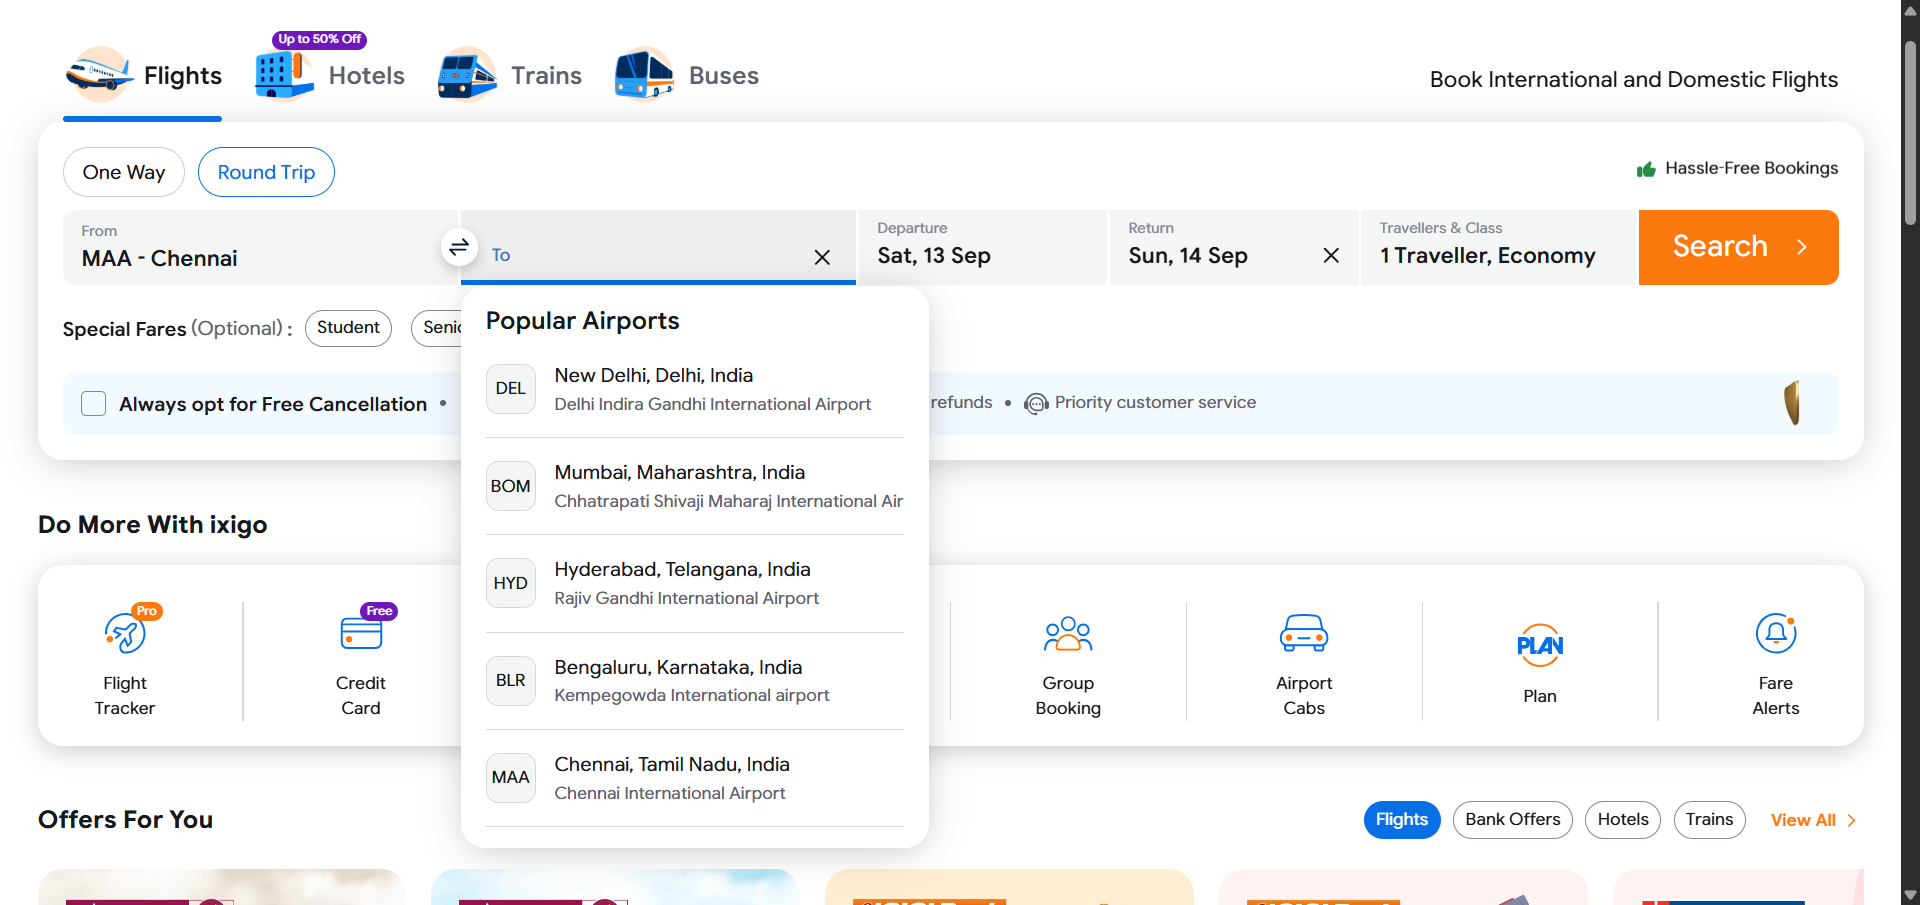 Up to 50% Off
Flights
Hotels
Trains
Buses
Book International and Domestic Flights
One Way
Round Trip
Hassle-Free Bookings
From
MAA - Chennai
To
Departure
Sat, 13 Sep
Return
Sun, 14 Sep
Travellers & Class
1 Traveller, Economy
Search
Special Fares (Optional) :
Student
Senio
Popular Airports
DEL
New Delhi, Delhi, India
Delhi Indira Gandhi International Airport
Always opt for Free Cancellation •
refunds • Priority customer service
BOM
Mumbai, Maharashtra, India
Chhatrapati Shivaji Maharaj International Air
HYD
Hyderabad, Telangana, India
Rajiv Gandhi International Airport
BLR
Bengaluru, Karnataka, India
Kempegowda International airport
MAA
Chennai, Tamil Nadu, India
Chennai International Airport
Do More With ixigo
Pro
Flight
Tracker
Free
Credit
Card
Group
Booking
Airport
Cabs
PLAN
Plan
Fare
Alerts
Offers For You
Flights
Bank Offers
Hotels
Trains
View All